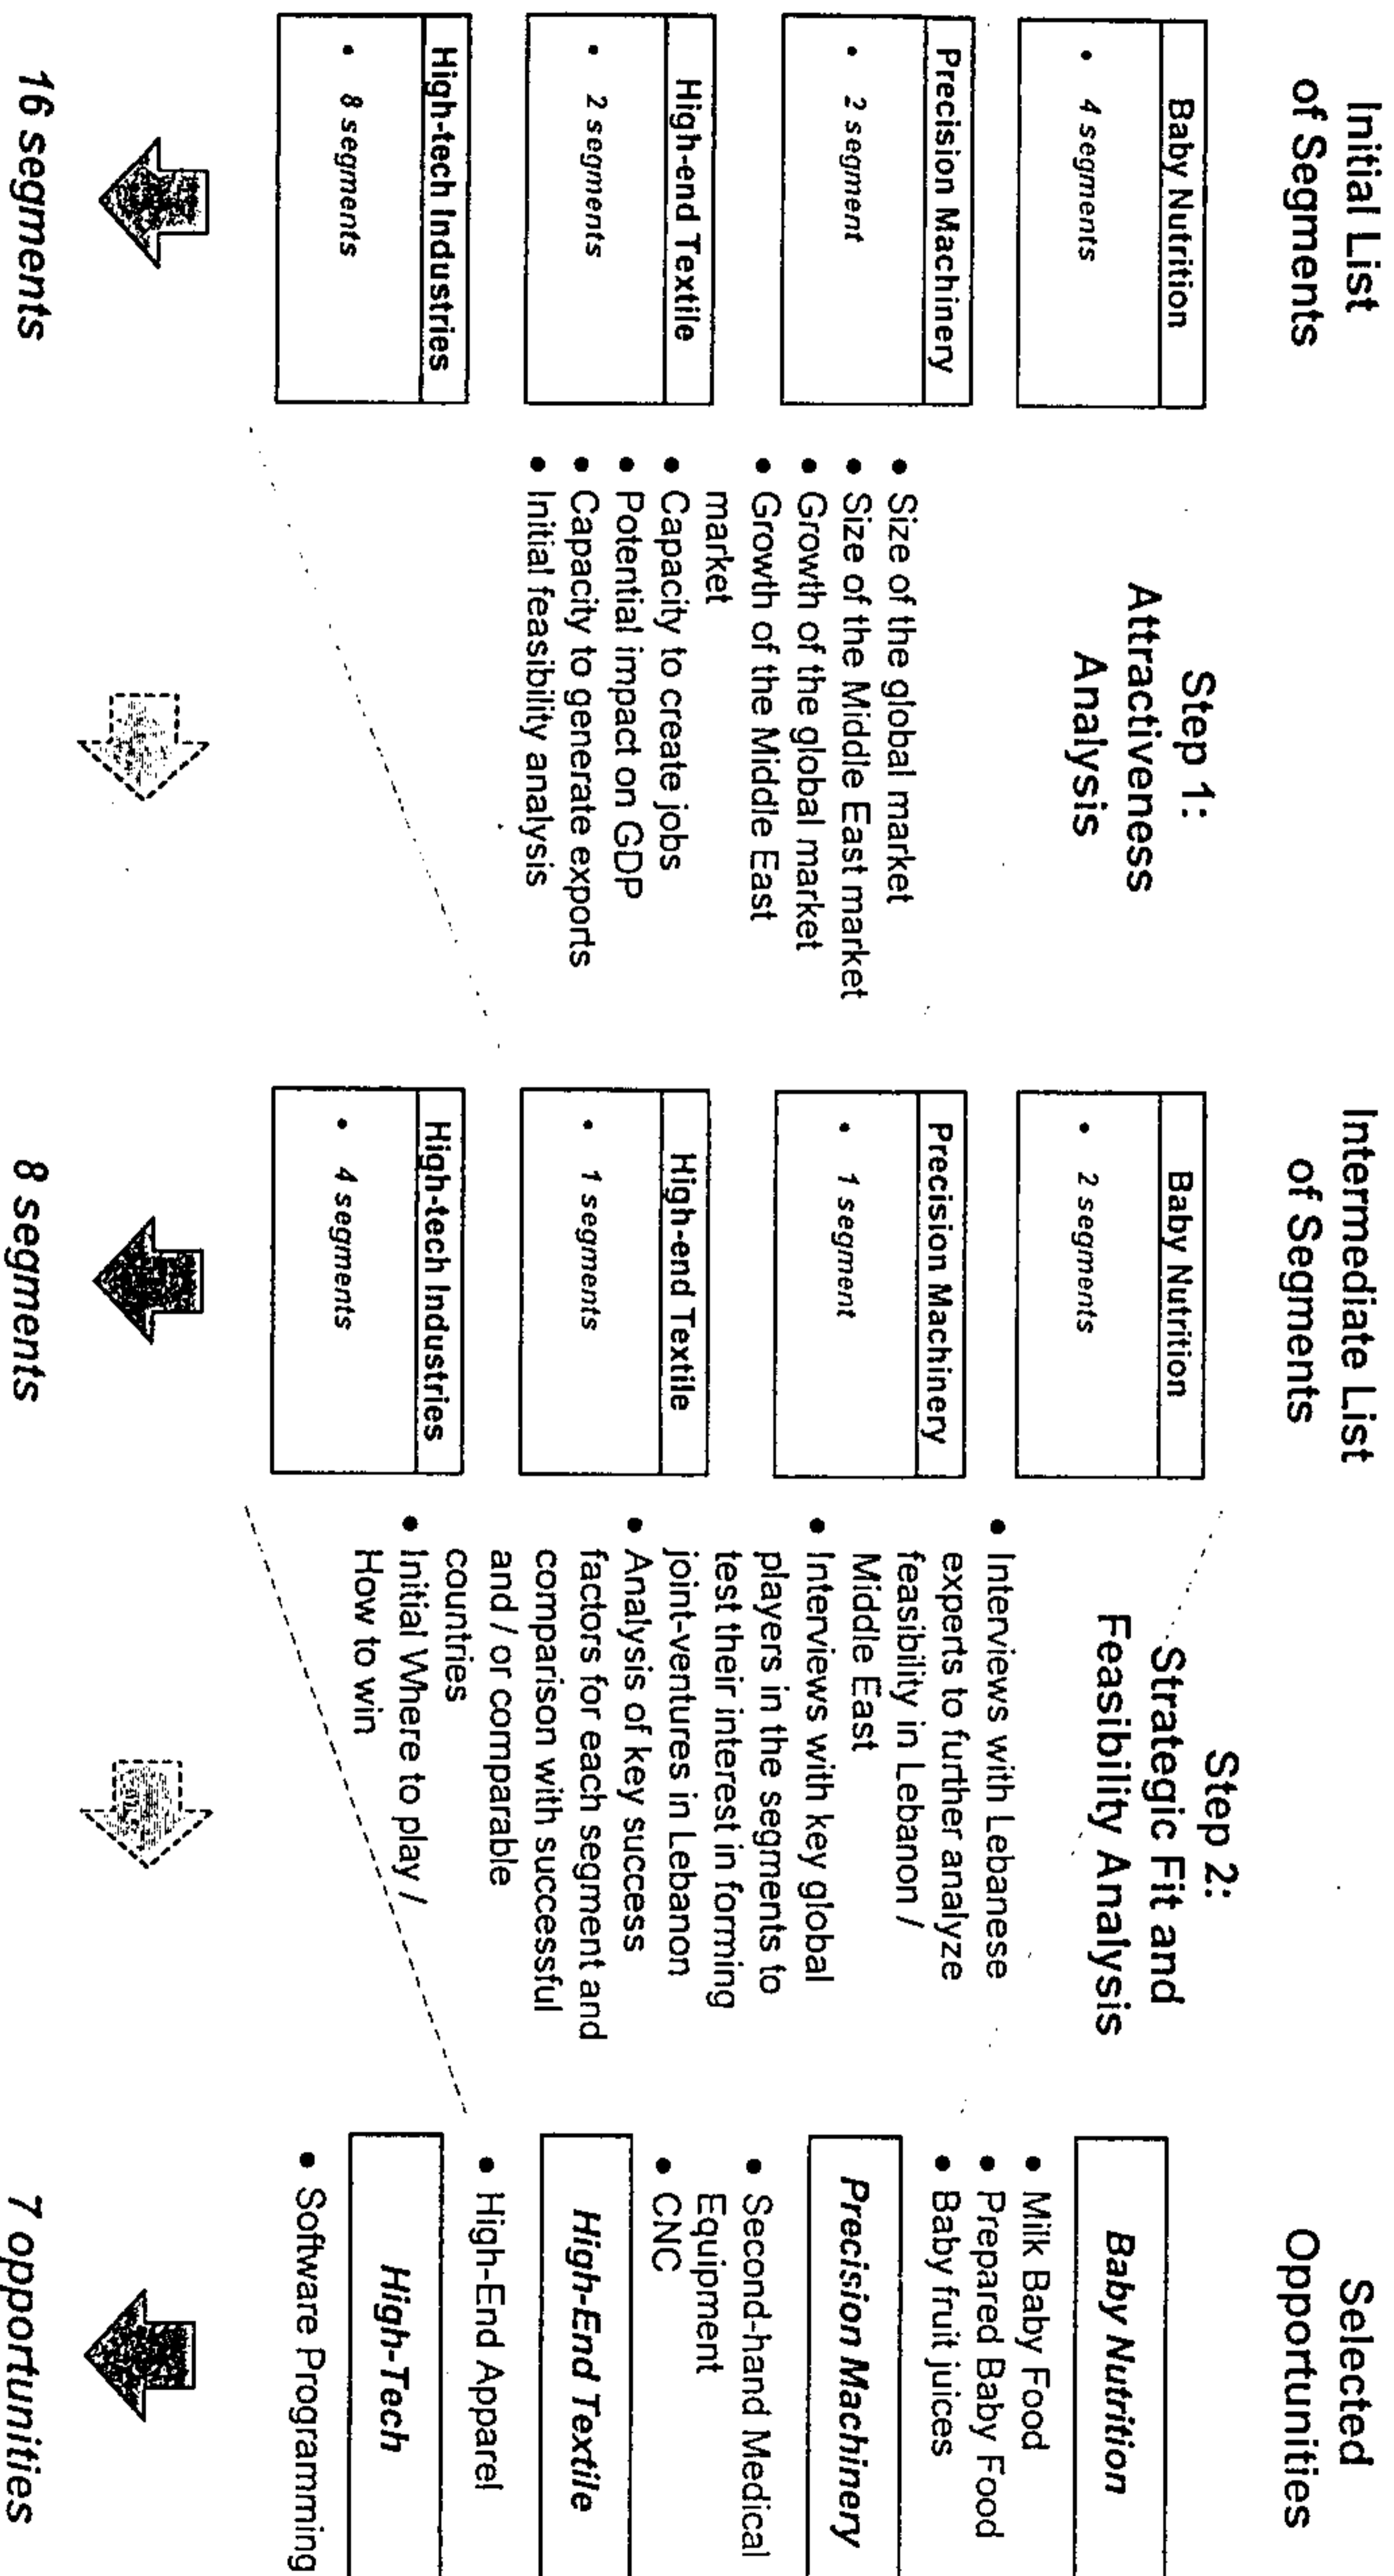 Initial List
of Segments
Baby Nutrition
• 4 segments
Precision Machinery
• 2 segment
High-end Textile
• 2 segments
High-tech Industries
• 8 segments
16 segments
Step 1:
Attractiveness
Analysis
• Size of the global market
• Size of the Middle East market
• Growth of the global market
• Growth of the Middle East
market
• Capacity to create jobs
• Potential impact on GDP
• Capacity to generate exports
• Initial feasibility analysis
Intermediate List
of Segments
Baby Nutrition
• 2 segments
Precision Machinery
• 1 segment
High-end Textile
• 1 segments
High-tech Industries
• 4 segments
8 segments
Step 2:
Strategic Fit and
Feasibility Analysis
• Interviews with Lebanese
experts to further analyze
feasibility in Lebanon /
Middle East
• Interviews with key global
players in the segments to
test their interest in forming
joint-ventures in Lebanon
• Analysis of key success
factors for each segment and
comparison with successful
and / or comparable
countries
• Initial Where to play /
How to win
Selected
Opportunities
Baby Nutrition
• Milk Baby Food
• Prepared Baby Food
• Baby fruit juices
Precision Machinery
• Second-hand Medical
Equipment
• CNC
High-End Textile
• High-End Apparel
High-Tech
• Software Programming
7 opportunities